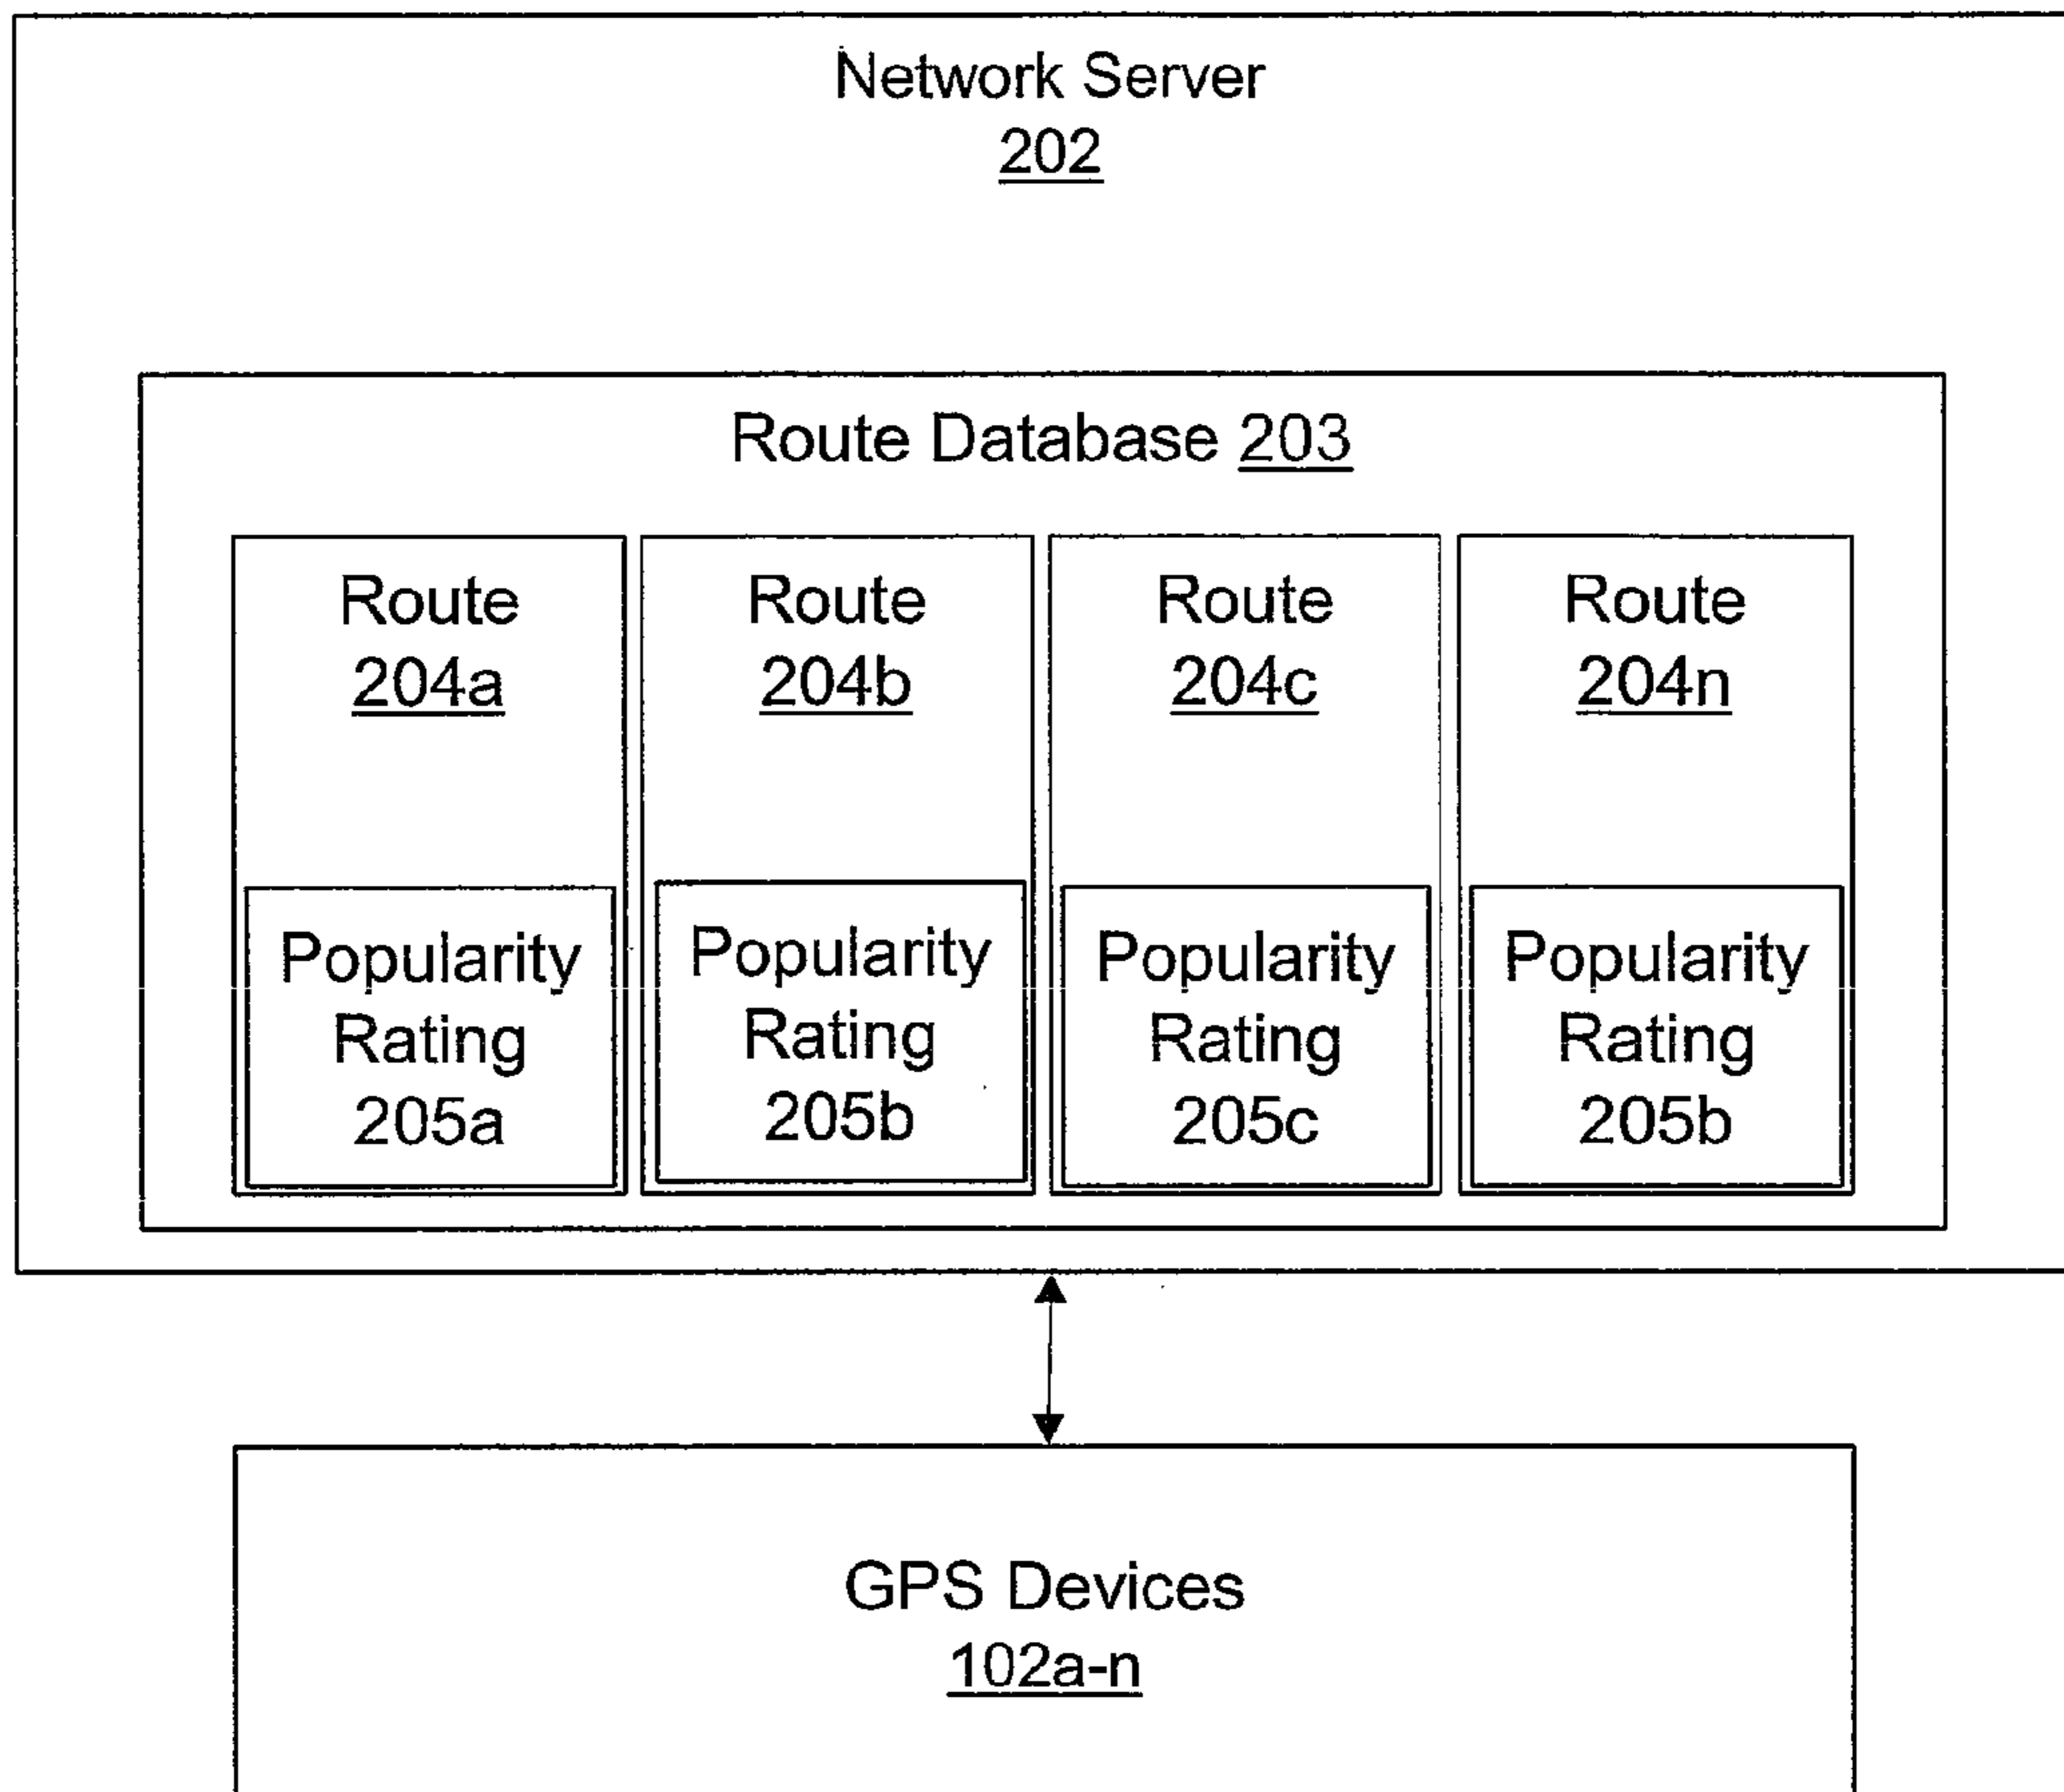 Network Server
202
Route Database 203
Route
204a
Popularity
Rating
205a
Route
204b
Popularity
Rating
205b
Route
204c
Popularity
Rating
205c
Route
204n
Popularity
Rating
205b
GPS Devices
102a-n